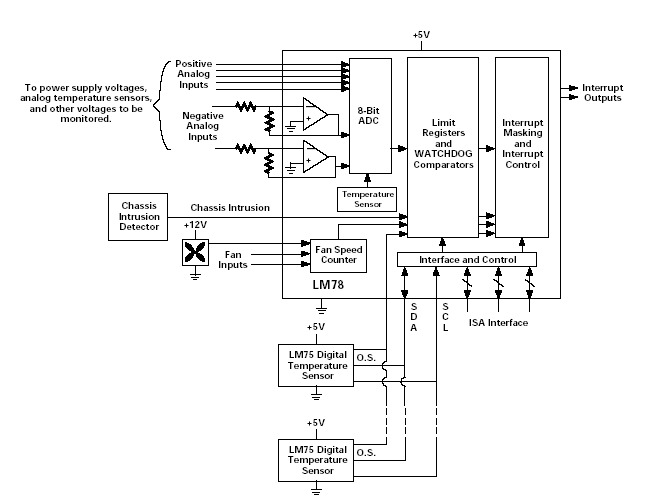 +5V
To power supply voltages,
analog temperature sensors,
and other voltages to be
monitored.
Positive
Analog
Inputs
Negative
Analog
Inputs
8-Bit
ADC
Limit
Registers
and
WATCHDOG
Comparators
Interrupt
Masking
and
Interrupt
Control
Interrupt
Outputs
Temperature
Sensor
Chassis
Intrusion
Detector
Chassis Intrusion
+12V
Fan
Inputs
Fan Speed
Counter
Interface and Control
LM78
SDA
SCL
ISA Interface
+5V
LM75 Digital
Temperature
Sensor
O.S.
+5V
LM75 Digital
Temperature
Sensor
O.S.